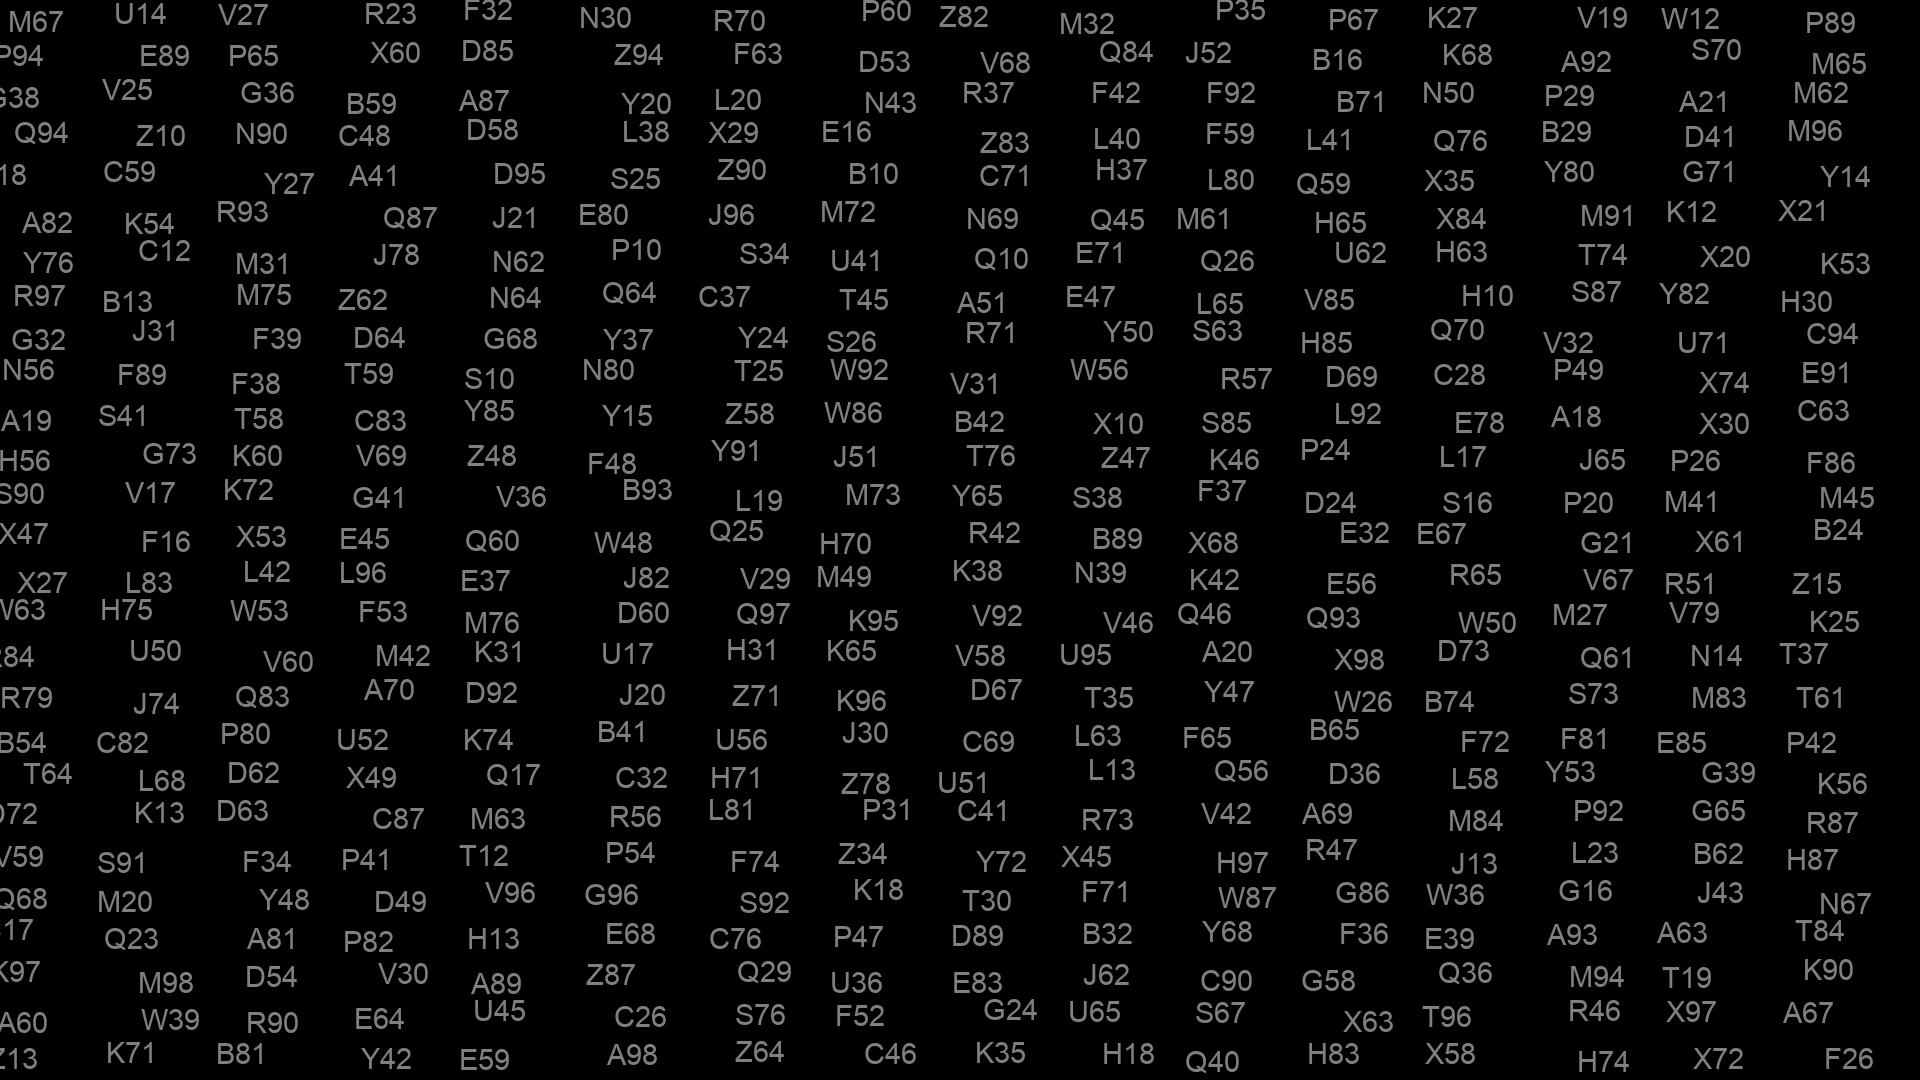 M67 U14 V27 R23 F32 N30 R70 P60 Z82 M32 P35 P67 K27 V19 W12 P89
P94 E89 P65 X60 D85 Z94 F63 D53 V68 Q84 J52 B16 K68 A92 S70 M65
G38 V25 G36 B59 A87 Y20 L20 N43 R37 F42 F92 B71 N50 P29 A21 M62
Q94 Z10 N90 C48 D58 L38 X29 E16 Z83 L40 F59 L41 Q76 B29 D41 M96
18 C59 Y27 A41 D95 S25 Z90 B10 C71 H37 L80 Q59 X35 Y80 G71 Y14
A82 K54 R93 Q87 J21 E80 J96 M72 N69 Q45 M61 H65 X84 M91 K12 X21
Y76 C12 M31 J78 N62 P10 S34 U41 Q10 E71 Q26 U62 H63 T74 X20 K53
R97 B13 M75 Z62 N64 Q64 C37 T45 A51 E47 L65 V85 H10 S87 Y82 H30
G32 J31 F39 D64 G68 Y37 Y24 S26 R71 Y50 S63 H85 Q70 V32 U71 C94
N56 F89 F38 T59 S10 N80 T25 W92 V31 W56 R57 D69 C28 P49 X74 E91
A19 S41 T58 C83 Y85 Y15 Z58 W86 B42 X10 S85 L92 E78 A18 X30 C63
H56 G73 K60 V69 Z48 F48 Y91 J51 T76 Z47 K46 P24 L17 J65 P26 F86
S90 V17 K72 G41 V36 B93 L19 M73 Y65 S38 F37 D24 S16 P20 M41 M45
X47 F16 X53 E45 Q60 W48 Q25 H70 R42 B89 X68 E32 E67 G21 X61 B24
X27 L83 L42 L96 E37 J82 V29 M49 K38 N39 K42 E56 R65 V67 R51 Z15
W63 H75 W53 F53 M76 D60 Q97 K95 V92 V46 Q46 Q93 W50 M27 V79 K25
84 U50 V60 M42 K31 U17 H31 K65 V58 U95 A20 X98 D73 Q61 N14 T37
R79 J74 Q83 A70 D92 J20 Z71 K96 D67 T35 Y47 W26 B74 S73 M83 T61
B54 C82 P80 U52 K74 B41 U56 J30 C69 L63 F65 B65 F72 F81 E85 P42
T64 L68 D62 X49 Q17 C32 H71 Z78 U51 L13 Q56 D36 L58 Y53 G39 K56
72 K13 D63 C87 M63 R56 L81 P31 C41 R73 V42 A69 M84 P92 G65 R87
V59 S91 F34 P41 T12 P54 F74 Z34 Y72 X45 H97 R47 J13 L23 B62 H87
Q68 M20 Y48 D49 V96 G96 S92 K18 T30 F71 W87 G86 W36 G16 J43 N67
17 Q23 A81 P82 H13 E68 C76 P47 D89 B32 Y68 F36 E39 A93 A63 T84
K97 M98 D54 V30 A89 Z87 Q29 U36 E83 J62 C90 G58 Q36 M94 T19 K90
A60 W39 R90 E64 U45 C26 S76 F52 G24 U65 S67 X63 T96 R46 X97 A67
Z13 K71 B81 Y42 E59 A98 Z64 C46 K35 H18 Q40 H83 X58 H74 X72 F26